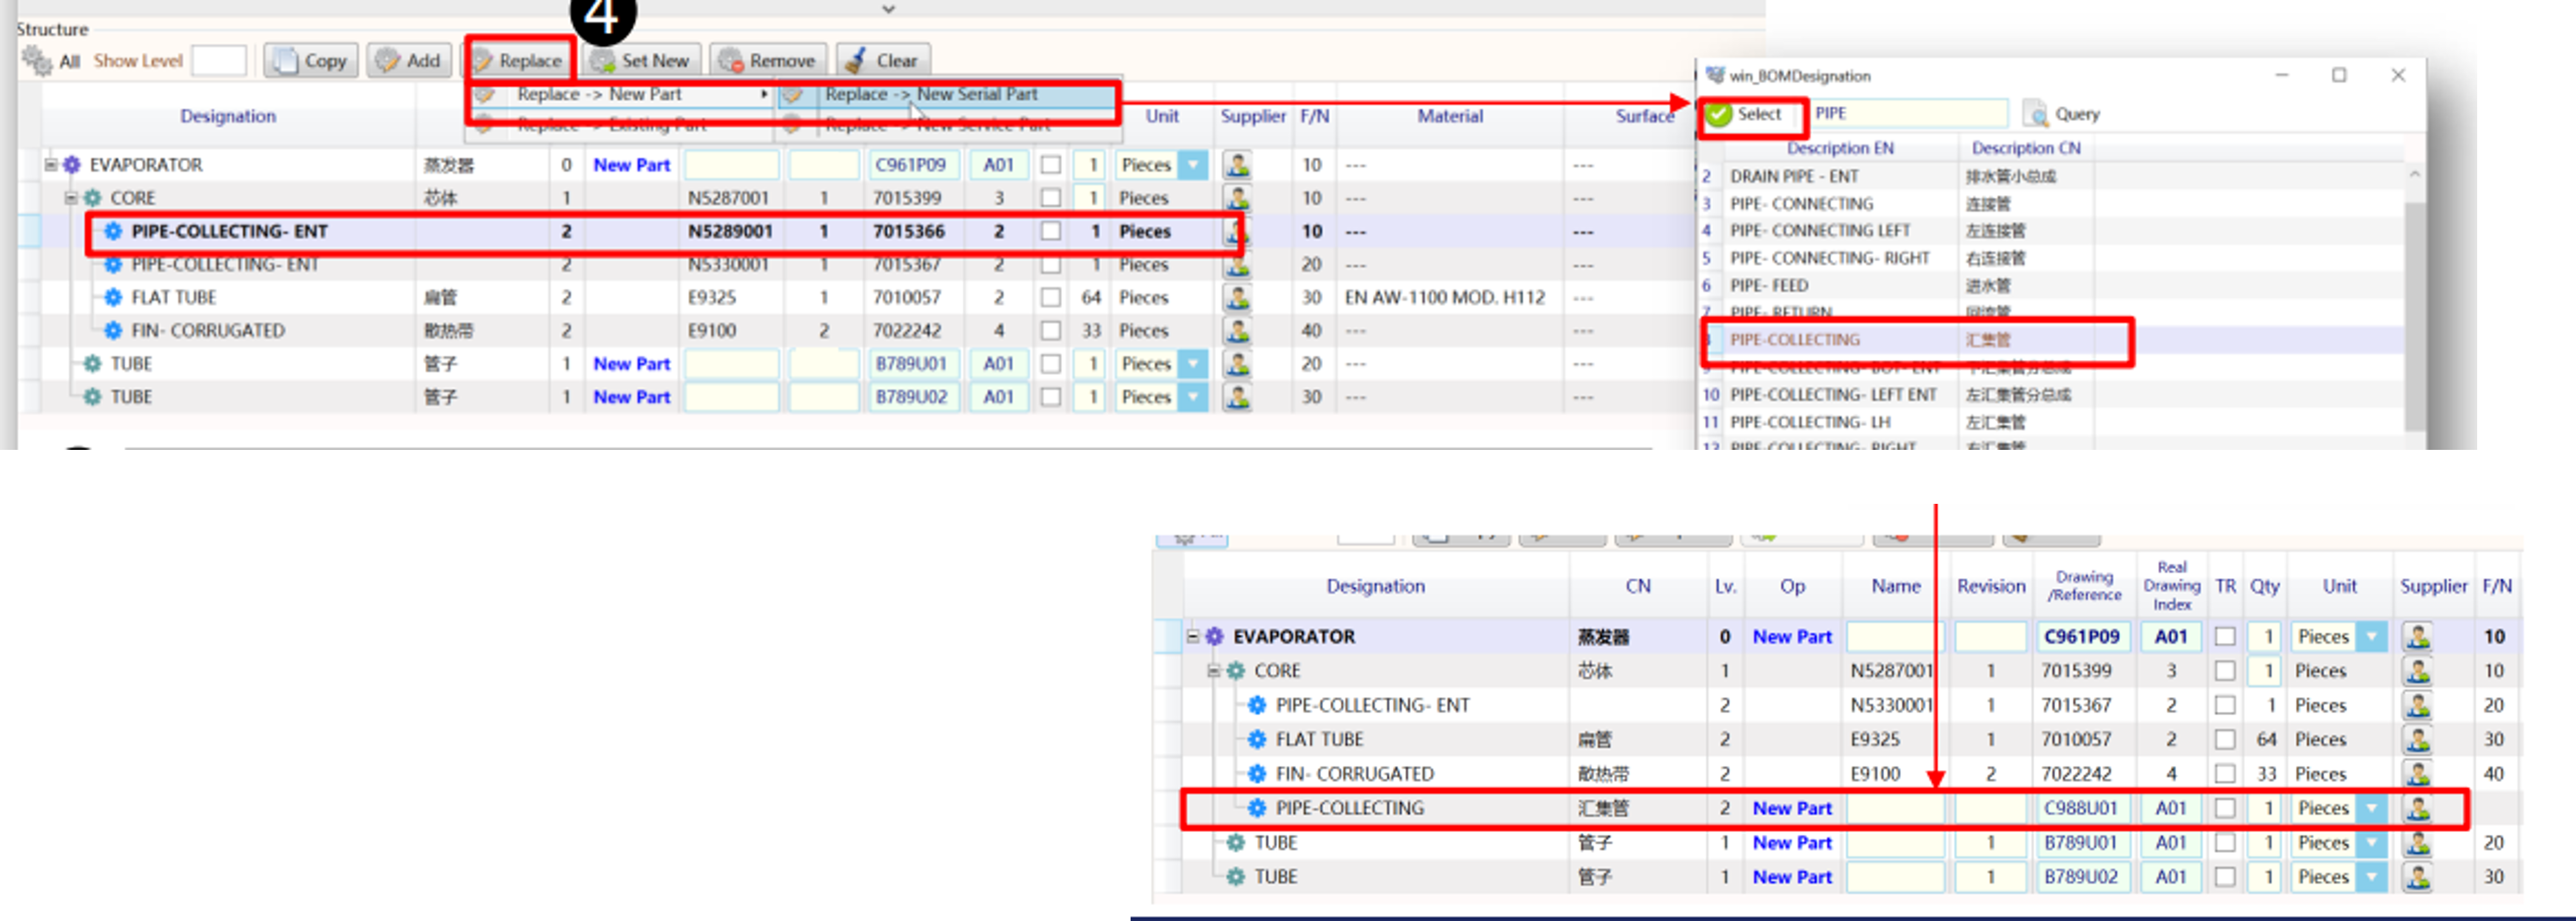 4
Structure
All Show Level Copy Add Replace Set New Remove Clear
Replace -> New Part Replace -> New Serial Part
Replace -> Existing Part Replace -> New Service Part
Designation Unit Supplier F/N Material Surface
EVAPORATOR 蒸发器 0 New Part C961P09 A01 1 Pieces 10 --- ---
CORE 芯体 1 N5287001 1 7015399 3 1 Pieces 10 --- ---
PIPE-COLLECTING- ENT 2 N5289001 1 7015366 2 1 Pieces 10 --- ---
PIPE-COLLECTING- ENT 2 N5330001 1 7015367 2 1 Pieces 20 --- ---
FLAT TUBE 扁管 2 E9325 1 7010057 2 64 Pieces 30 EN AW-1100 MOD. H112 ---
FIN- CORRUGATED 散热带 2 E9100 2 7022242 4 33 Pieces 40 --- ---
TUBE 管子 1 New Part B789U01 A01 1 Pieces 20 --- ---
TUBE 管子 1 New Part B789U02 A01 1 Pieces 30 --- ---
win_BOMDesignation
Select PIPE Query
Description EN Description CN
2 DRAIN PIPE - ENT 排水管小总成
3 PIPE- CONNECTING 连接管
4 PIPE- CONNECTING LEFT 左连接管
5 PIPE- CONNECTING- RIGHT 右连接管
6 PIPE- FEED 进水管
7 PIPE- RETURN 回流管
PIPE-COLLECTING 汇集管
9 PIPE-COLLECTING- BOT- ENT 下汇集管分总成
10 PIPE-COLLECTING- LEFT ENT 左汇集管分总成
11 PIPE-COLLECTING- LH 左汇集管
12 PIPE-COLLECTING- RIGHT 右汇集管
Designation CN Lv. Op Name Revision Drawing /Reference Real Drawing Index TR Qty Unit Supplier F/N
EVAPORATOR 蒸发器 0 New Part C961P09 A01 1 Pieces 10
CORE 芯体 1 N5287001 1 7015399 3 1 Pieces 10
PIPE-COLLECTING- ENT 2 N5330001 1 7015367 2 1 Pieces 20
FLAT TUBE 扁管 2 E9325 1 7010057 2 64 Pieces 30
FIN- CORRUGATED 散热带 2 E9100 2 7022242 4 33 Pieces 40
PIPE-COLLECTING 汇集管 2 New Part C988U01 A01 1 Pieces
TUBE 管子 1 New Part 1 B789U01 A01 1 Pieces 20
TUBE 管子 1 New Part 1 B789U02 A01 1 Pieces 30